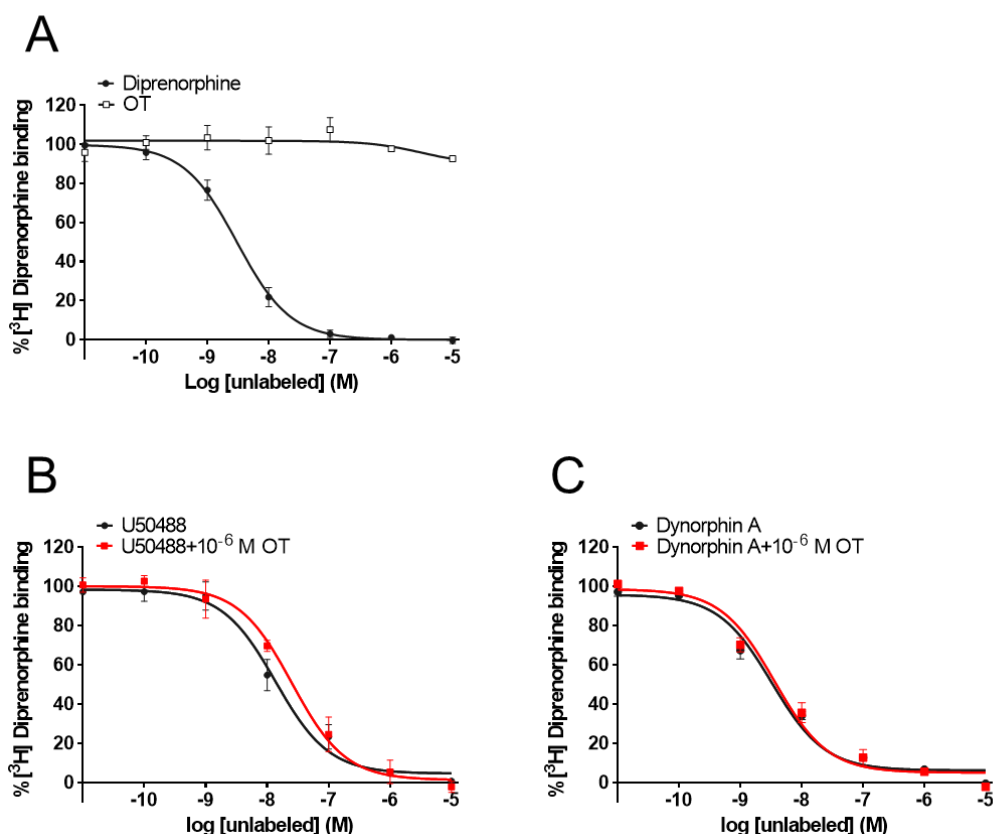 A
Diprenorphine
OT
% [³H] Diprenorphine binding
120
100
80
60
40
20
0
-10
-9
-8
-7
-6
-5
Log [unlabeled] (M)
B
U50488
U50488+10⁻⁶ M OT
% [³H] Diprenorphine binding
120
100
80
60
40
20
0
-10
-9
-8
-7
-6
-5
log [unlabeled] (M)
C
Dynorphin A
Dynorphin A+10⁻⁶ M OT
% [³H] Diprenorphine binding
120
100
80
60
40
20
0
-10
-9
-8
-7
-6
-5
log [unlabeled] (M)